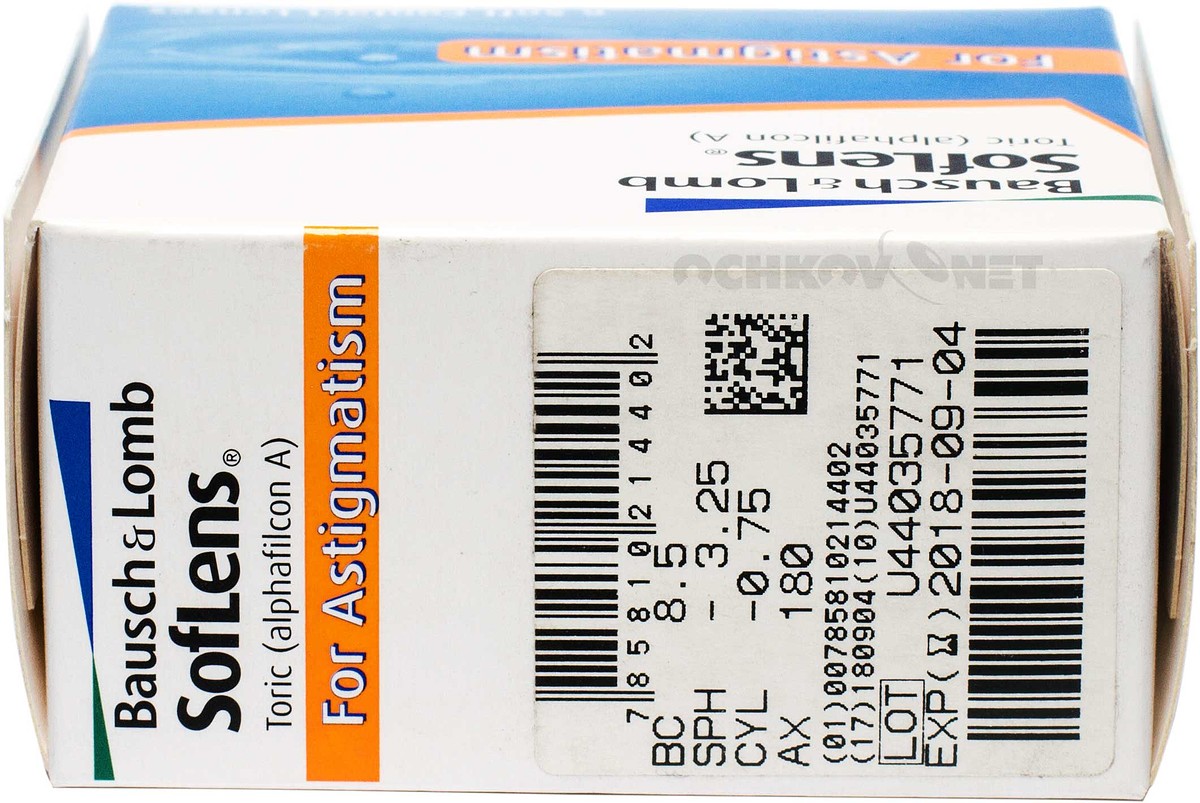 For Astigmatism
Toric (alphafilcon A)
SofLens®
Bausch & Lomb
OCHKOV NET
Bausch & Lomb
SofLens®
Toric (alphafilcon A)
For Astigmatism
7 85810 21440 2
BC 8.5
SPH - 3.25
CYL -0.75
AX 180
(01)00785810214402
(17)180904(10)U44035771
LOT U44035771
EXP(⌛)2018-09-04